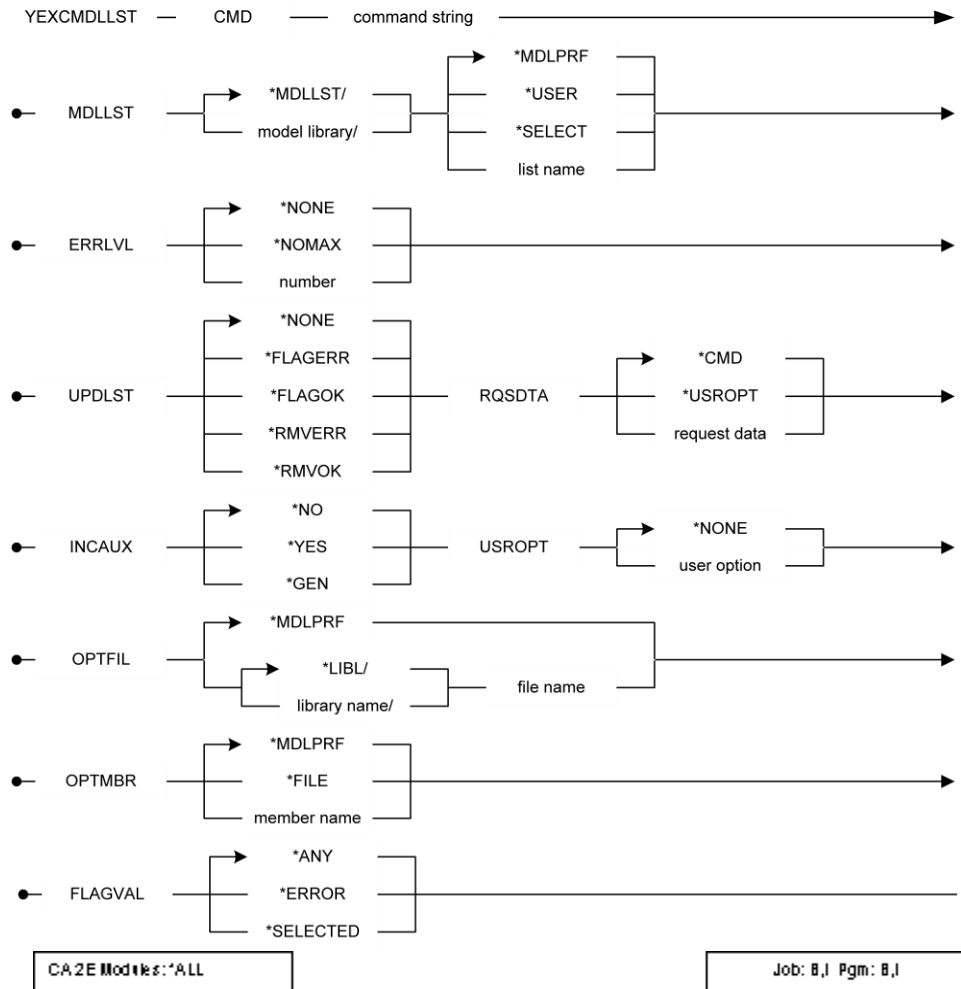 YEXCMDLLST CMD command string
*MDLPRF
*MDLLST/ *USER
MDLLST
model library/ *SELECT
list name
*NONE
ERRLVL *NOMAX
number
*NONE
*FLAGERR *CMD
UPDLST *FLAGOK RQSDTA *USROPT
*RMVERR request data
*RMVOK
*NO
*NONE
INCAUX *YES USROPT
user option
*GEN
*MDLPRF
OPTFIL *LIBL/
file name
library name/
*MDLPRF
OPTMBR *FILE
member name
*ANY
FLAGVAL *ERROR
*SELECTED
CA 2E Modules: *ALL Job: B,I Pgm: B,I